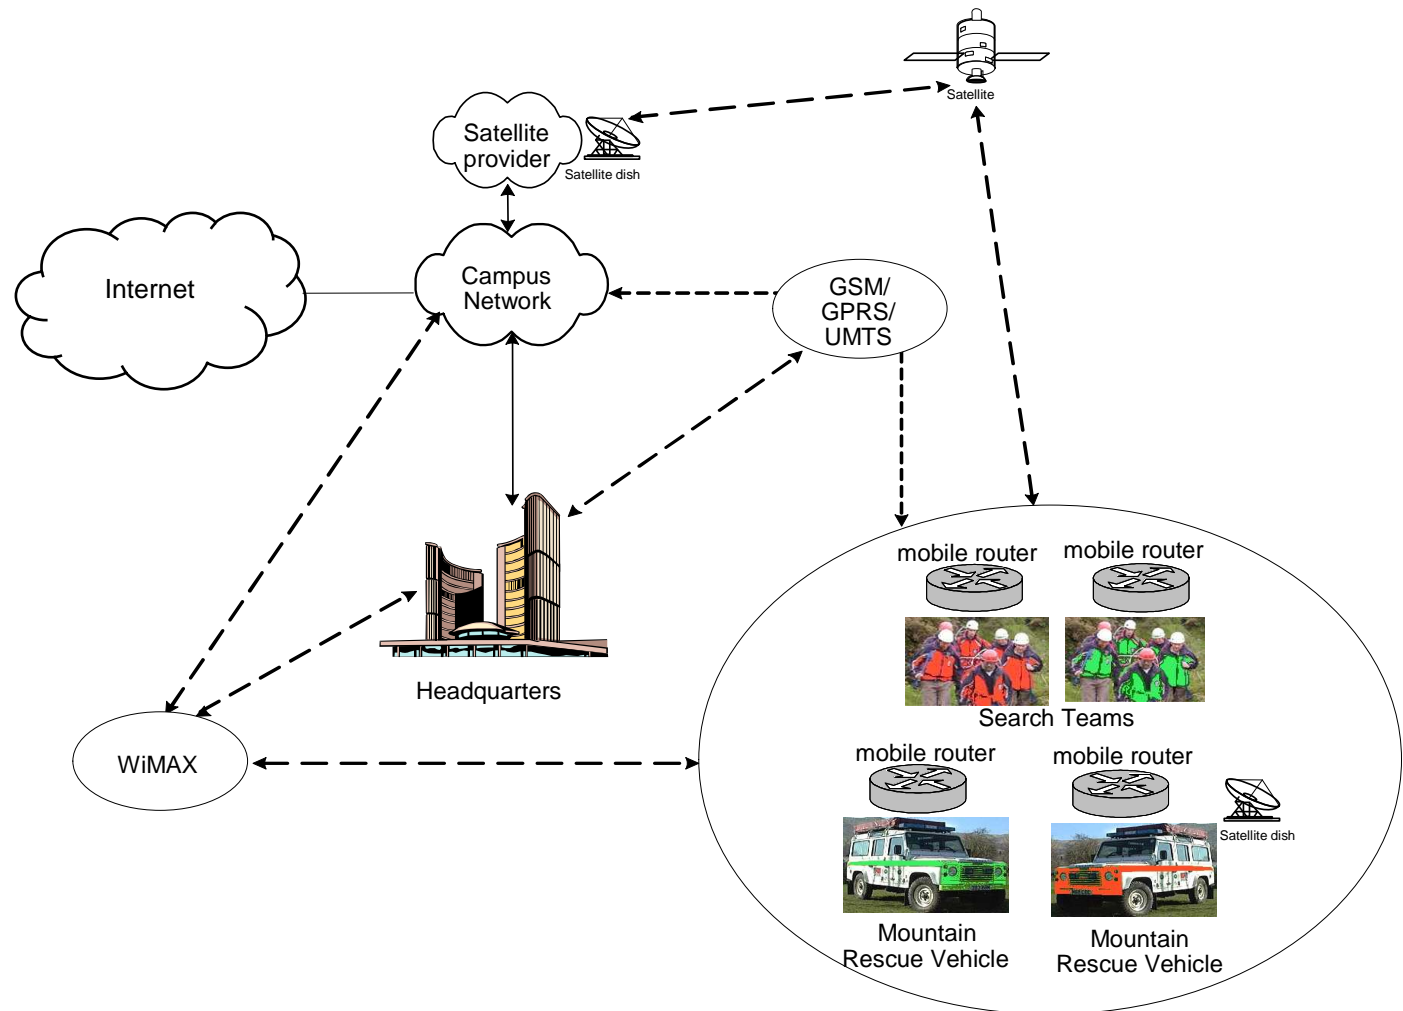 Satellite
Satellite
provider
Satellite dish
Internet
Campus
Network
GSM/
GPRS/
UMTS
mobile router
mobile router
Headquarters
Search Teams
WiMAX
mobile router
mobile router
Satellite dish
Mountain
Rescue Vehicle
Mountain
Rescue Vehicle